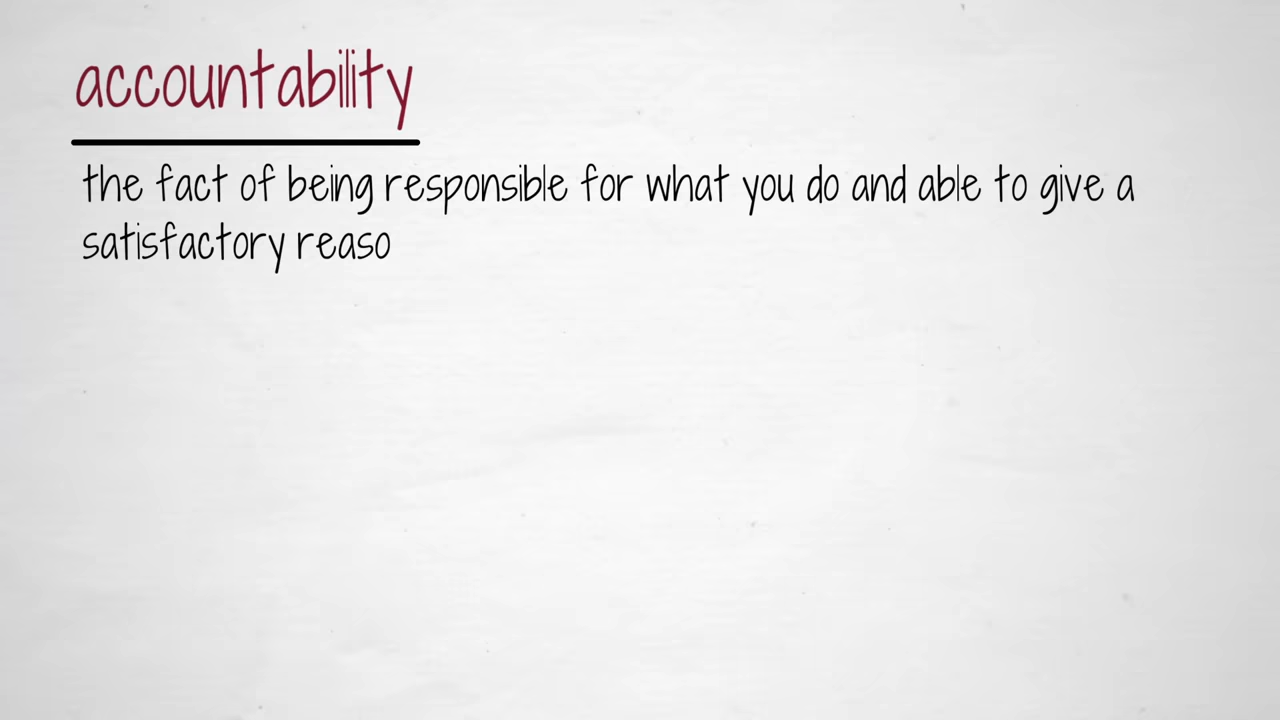 accountability
the fact of being responsible for what you do and able to give a
satisfactory reaso